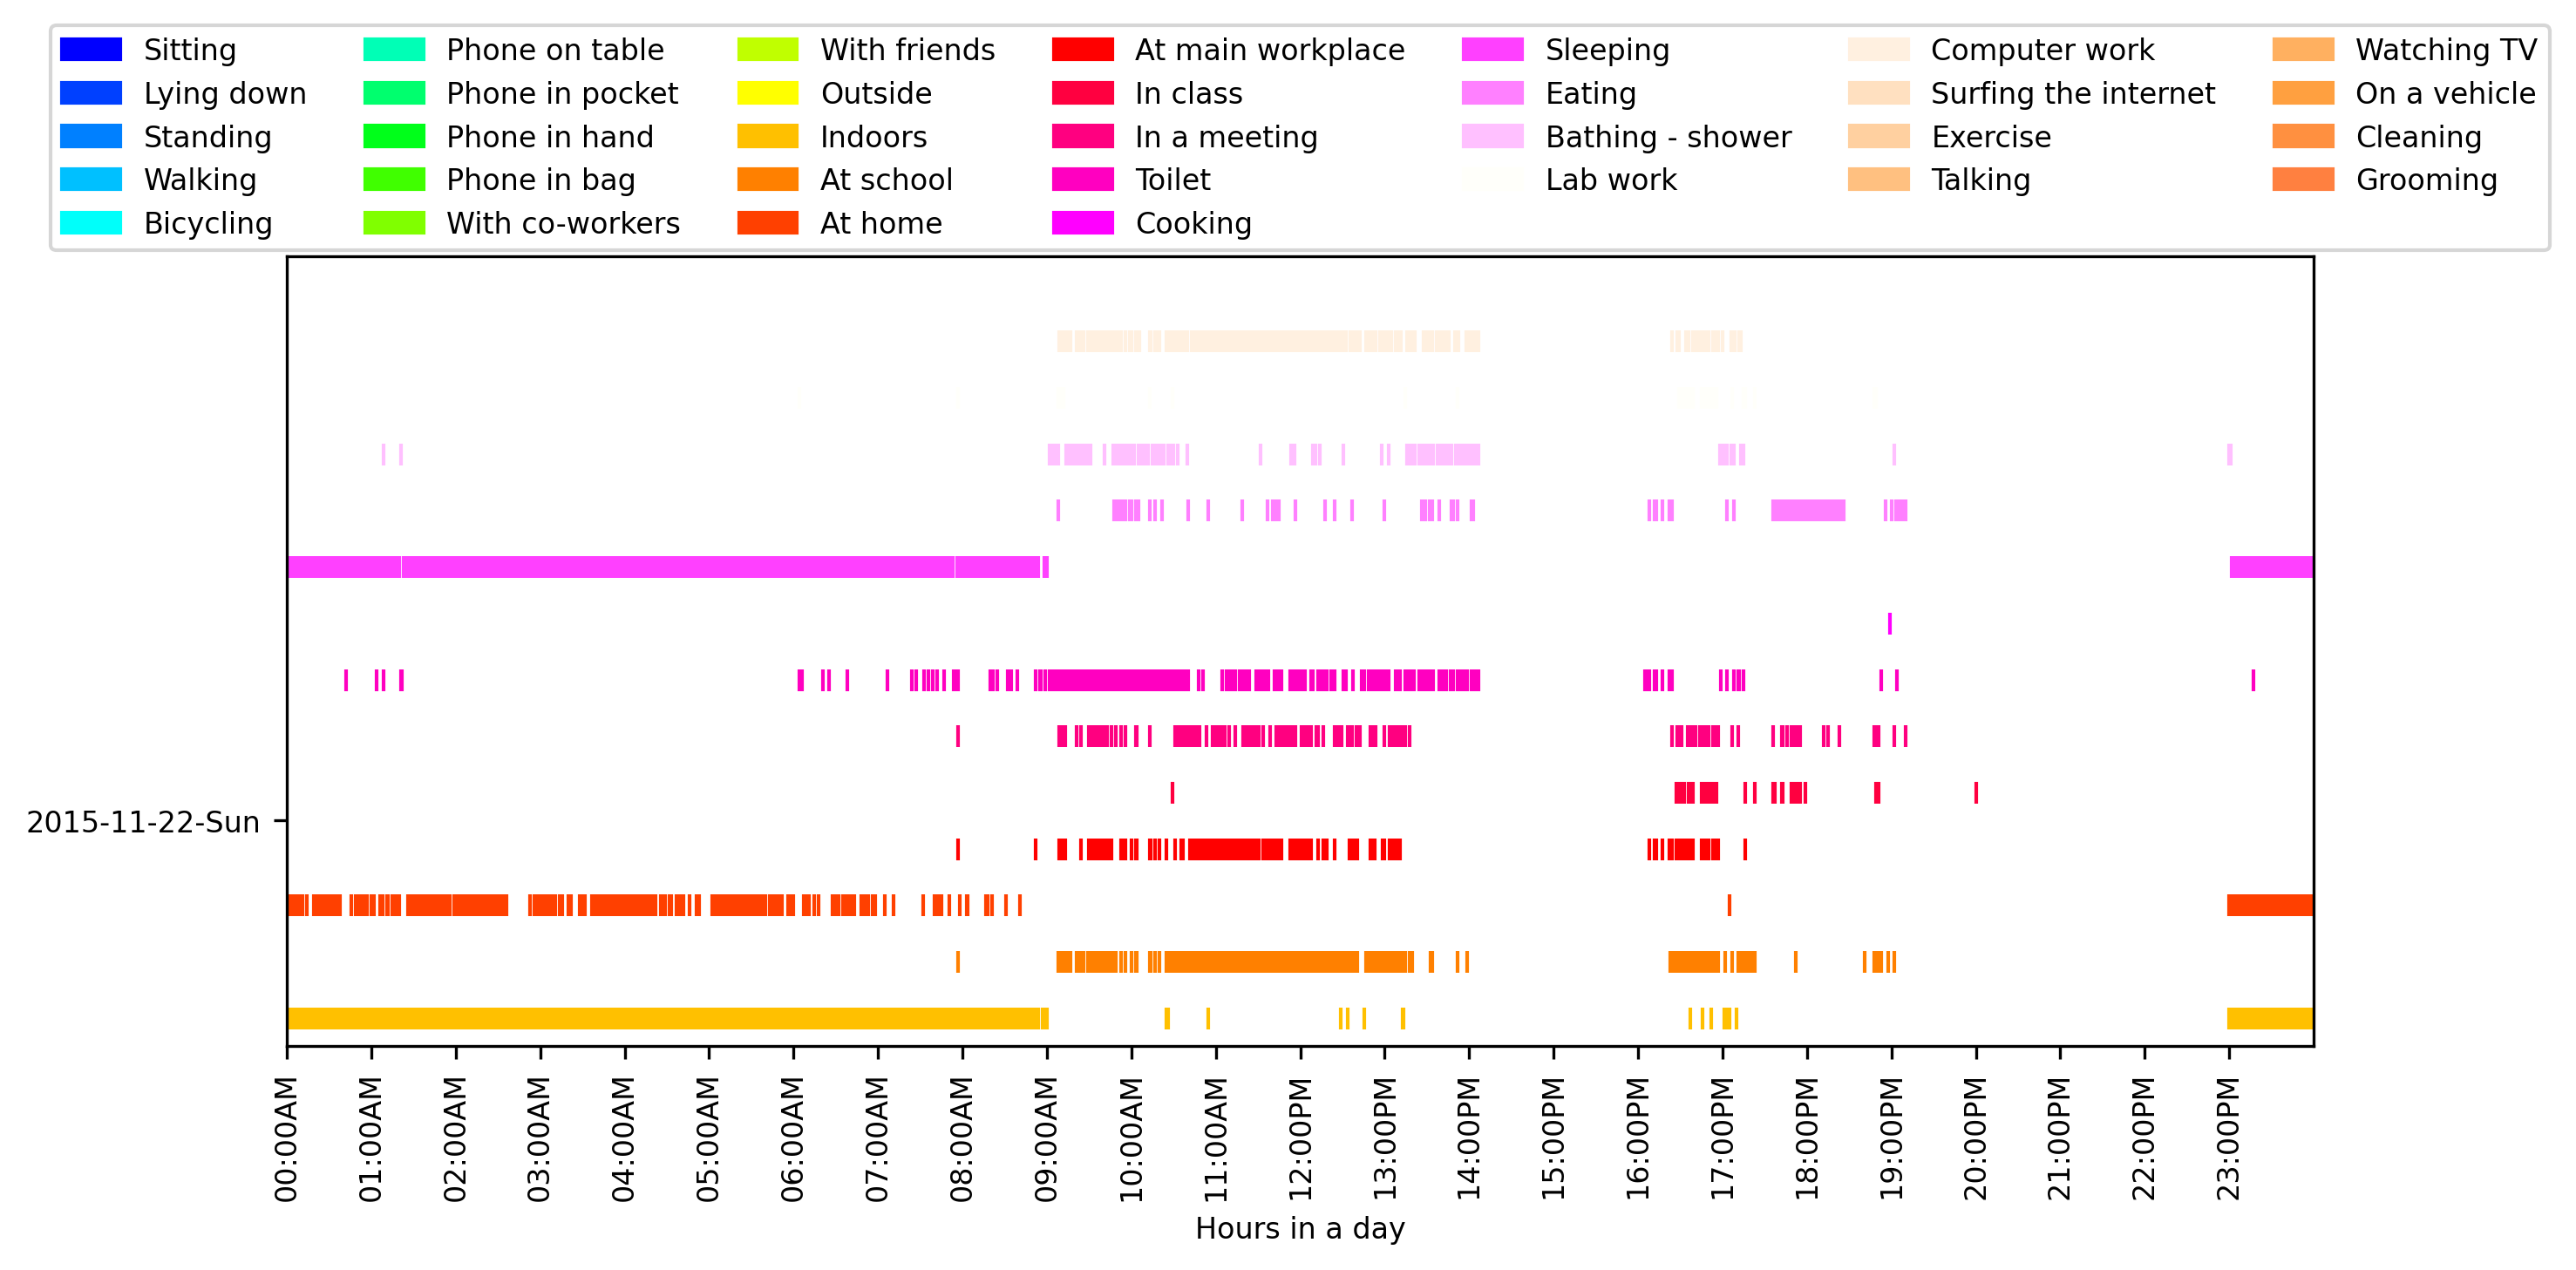 Sitting
Lying down
Standing
Walking
Bicycling
Phone on table
Phone in pocket
Phone in hand
Phone in bag
With co-workers
With friends
Outside
Indoors
At school
At home
At main workplace
In class
In a meeting
Toilet
Cooking
Sleeping
Eating
Bathing - shower
Lab work
Computer work
Surfing the internet
Exercise
Talking
Watching TV
On a vehicle
Cleaning
Grooming
2015-11-22-Sun
00:00AM
01:00AM
02:00AM
03:00AM
04:00AM
05:00AM
06:00AM
07:00AM
08:00AM
09:00AM
10:00AM
11:00AM
12:00PM
13:00PM
14:00PM
15:00PM
16:00PM
17:00PM
18:00PM
19:00PM
20:00PM
21:00PM
22:00PM
23:00PM
Hours in a day